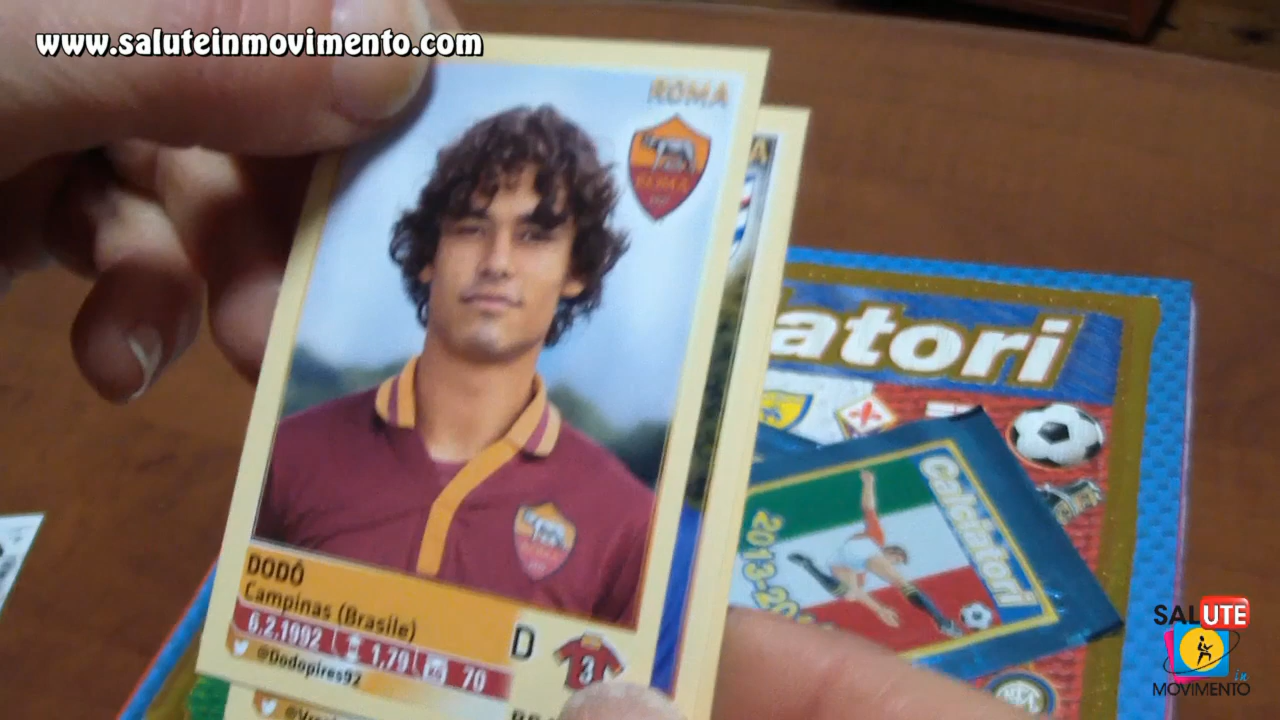 www.saluteinmovimento.com
ROMA
ROMA
DODÔ
Campinas (Brasile)
6.2.1992 1,79 70
@Dodopires92
D
3
A
atori
Calciatori
2013-20
SALUTE
in
MOVIMENTO